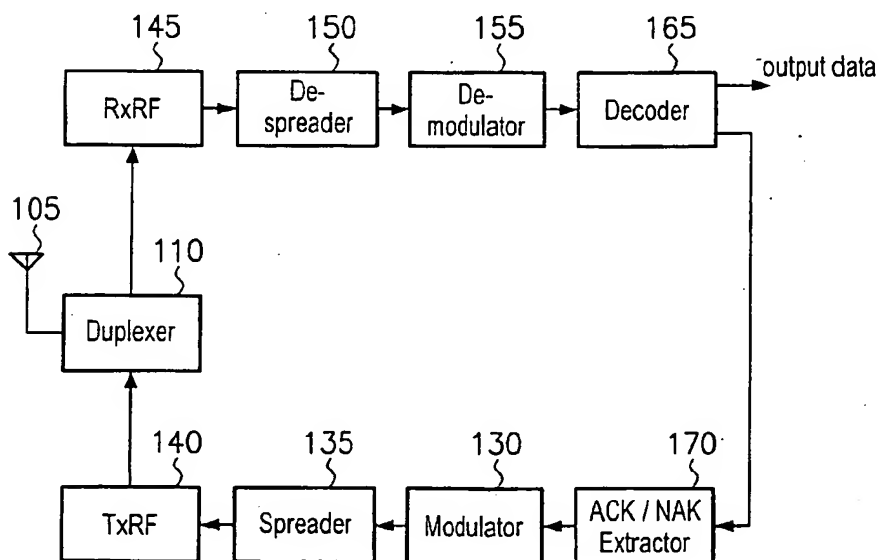 145
150
155
165
RxRF
De-
spreader
De-
modulator
Decoder
output data
105
110
Duplexer
140
135
130
170
TxRF
Spreader
Modulator
ACK / NAK
Extractor